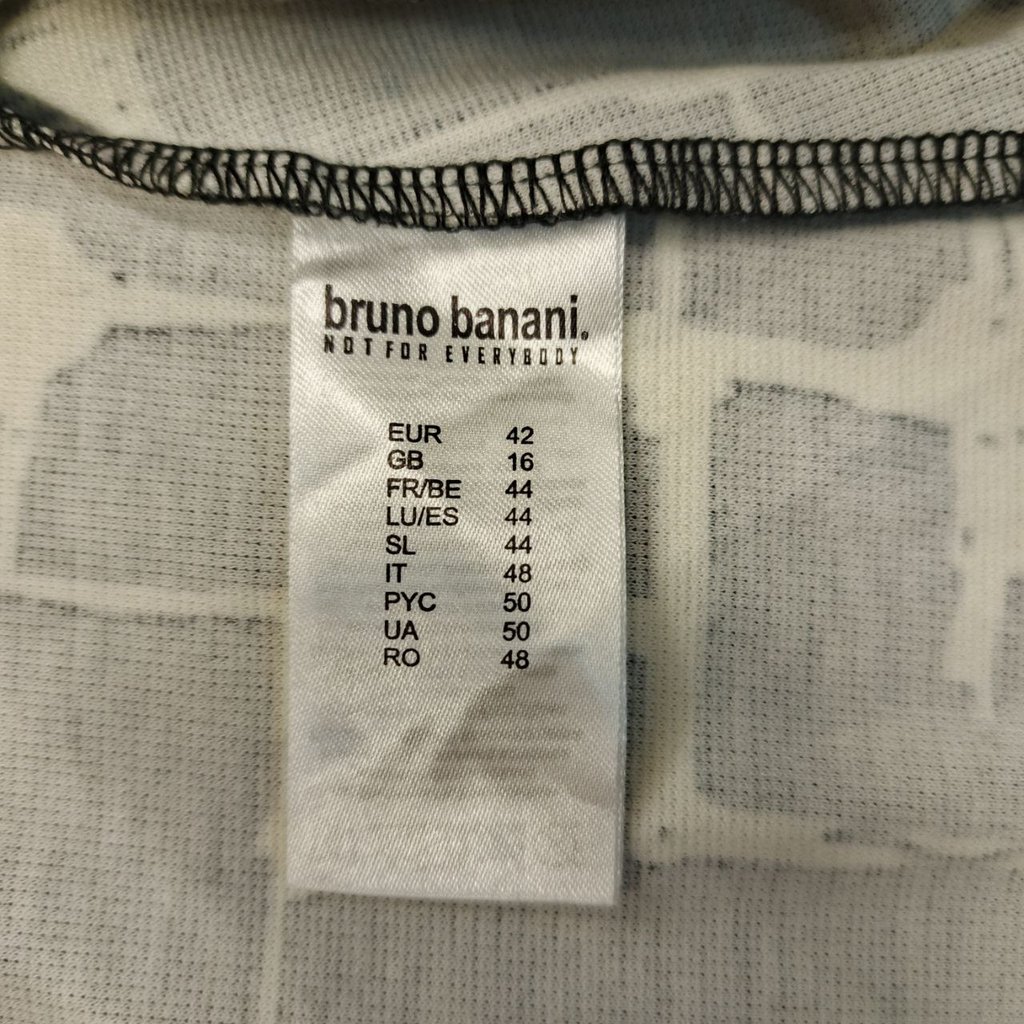 bruno banani.
NOT FOR EVERYBODY
EUR 42
GB 16
FR/BE 44
LU/ES 44
SL 44
IT 48
PYC 50
UA 50
RO 48